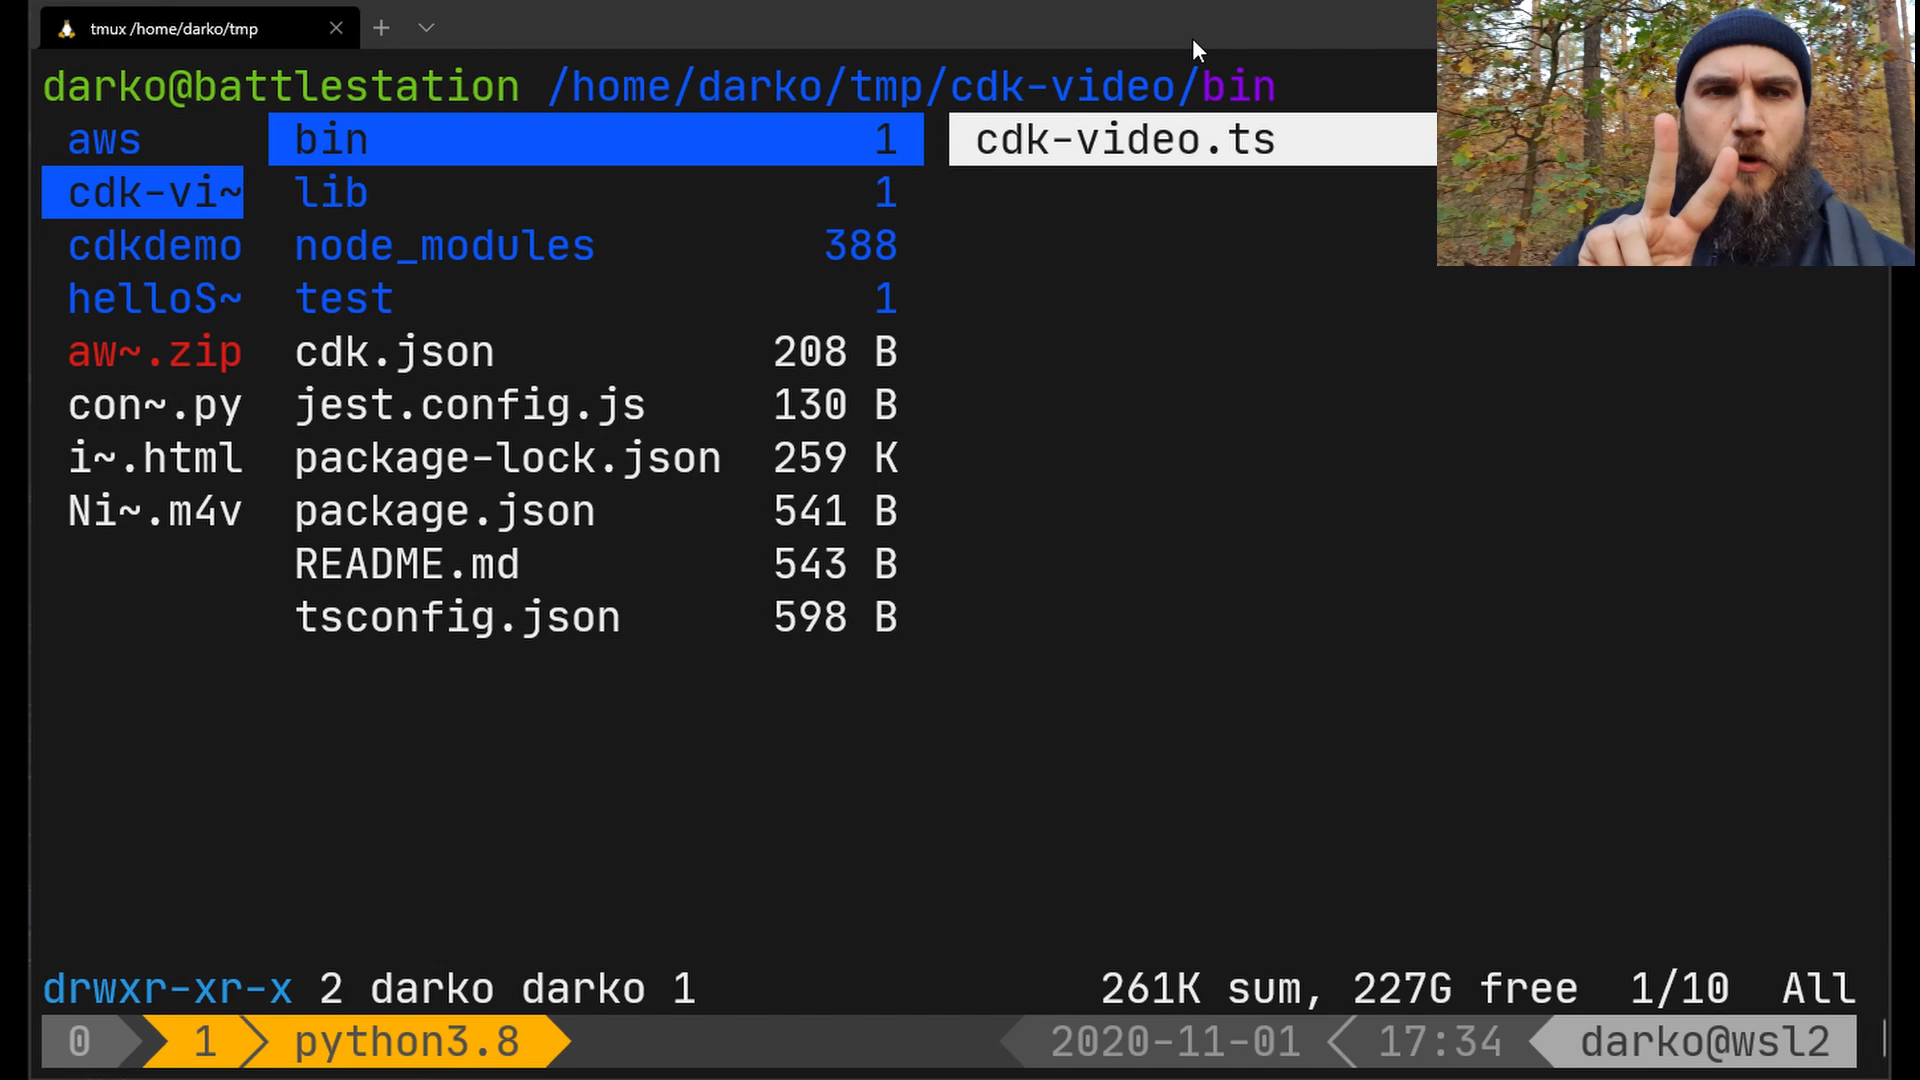 tmux /home/darko/tmp
darko@battlestation /home/darko/tmp/cdk-video/bin
aws bin 1 cdk-video.ts
cdk-vi~ lib 1
cdkdemo node_modules 388
helloS~ test 1
aw~.zip cdk.json 208 B
con~.py jest.config.js 130 B
i~.html package-lock.json 259 K
Ni~.m4v package.json 541 B
README.md 543 B
tsconfig.json 598 B
drwxr-xr-x 2 darko darko 1 261K sum, 227G free 1/10 All
0 1 python3.8 2020-11-01 17:34 darko@wsl2